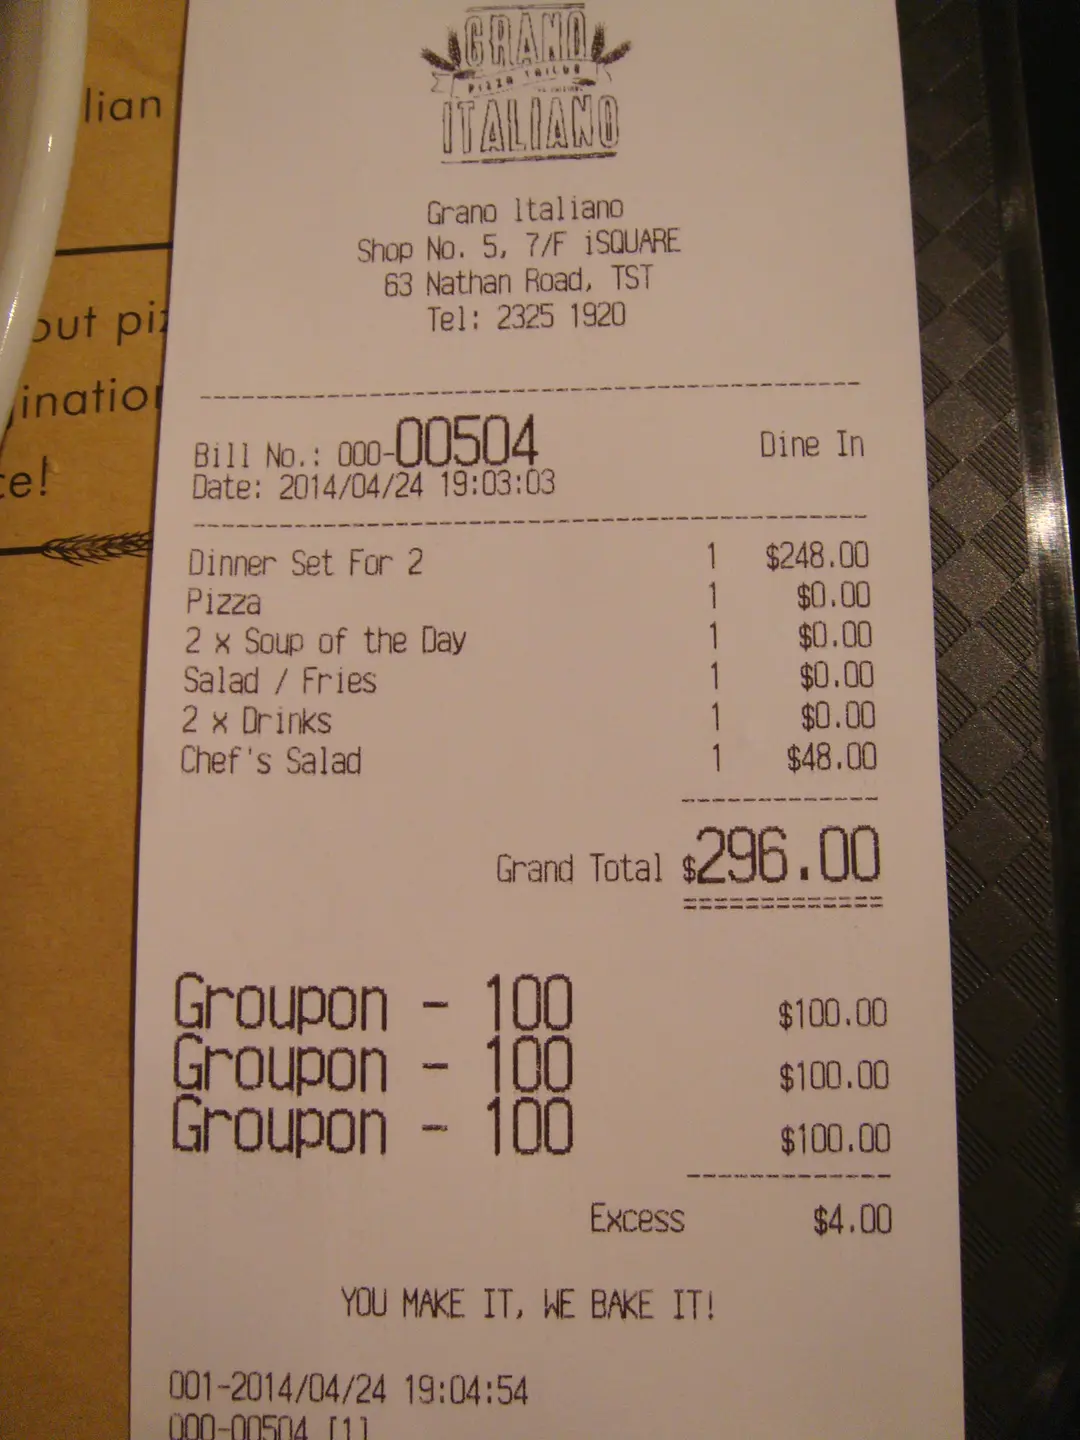 GRANO
PIZZA TAILOR
ITALIANO
Grano Italiano
Shop No. 5, 7/F iSQUARE
63 Nathan Road, TST
Tel: 2325 1920
Bill No.: 000-00504 Dine In
Date: 2014/04/24 19:03:03
Dinner Set For 2 1 $248.00
Pizza 1 $0.00
2 x Soup of the Day 1 $0.00
Salad / Fries 1 $0.00
2 x Drinks 1 $0.00
Chef's Salad 1 $48.00
Grand Total $296.00
Groupon - 100 $100.00
Groupon - 100 $100.00
Groupon - 100 $100.00
Excess $4.00
YOU MAKE IT, WE BAKE IT!
001-2014/04/24 19:04:54
000-00504 [1]
lian
out piz
ginatio
ce!